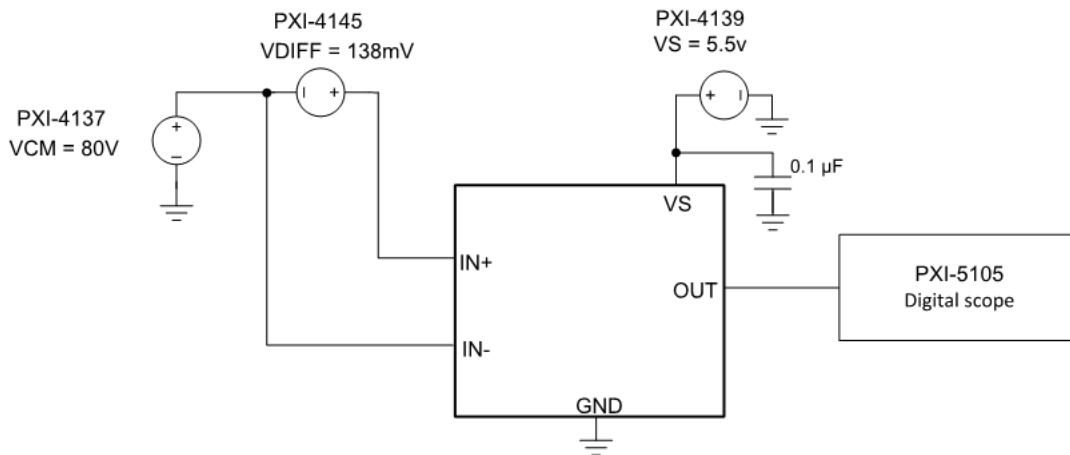 PXI-4145
VDIFF = 138mV
PXI-4139
VS = 5.5v
PXI-4137
VCM = 80V
0.1 µF
VS
IN+
OUT
IN-
GND
PXI-5105
Digital scope